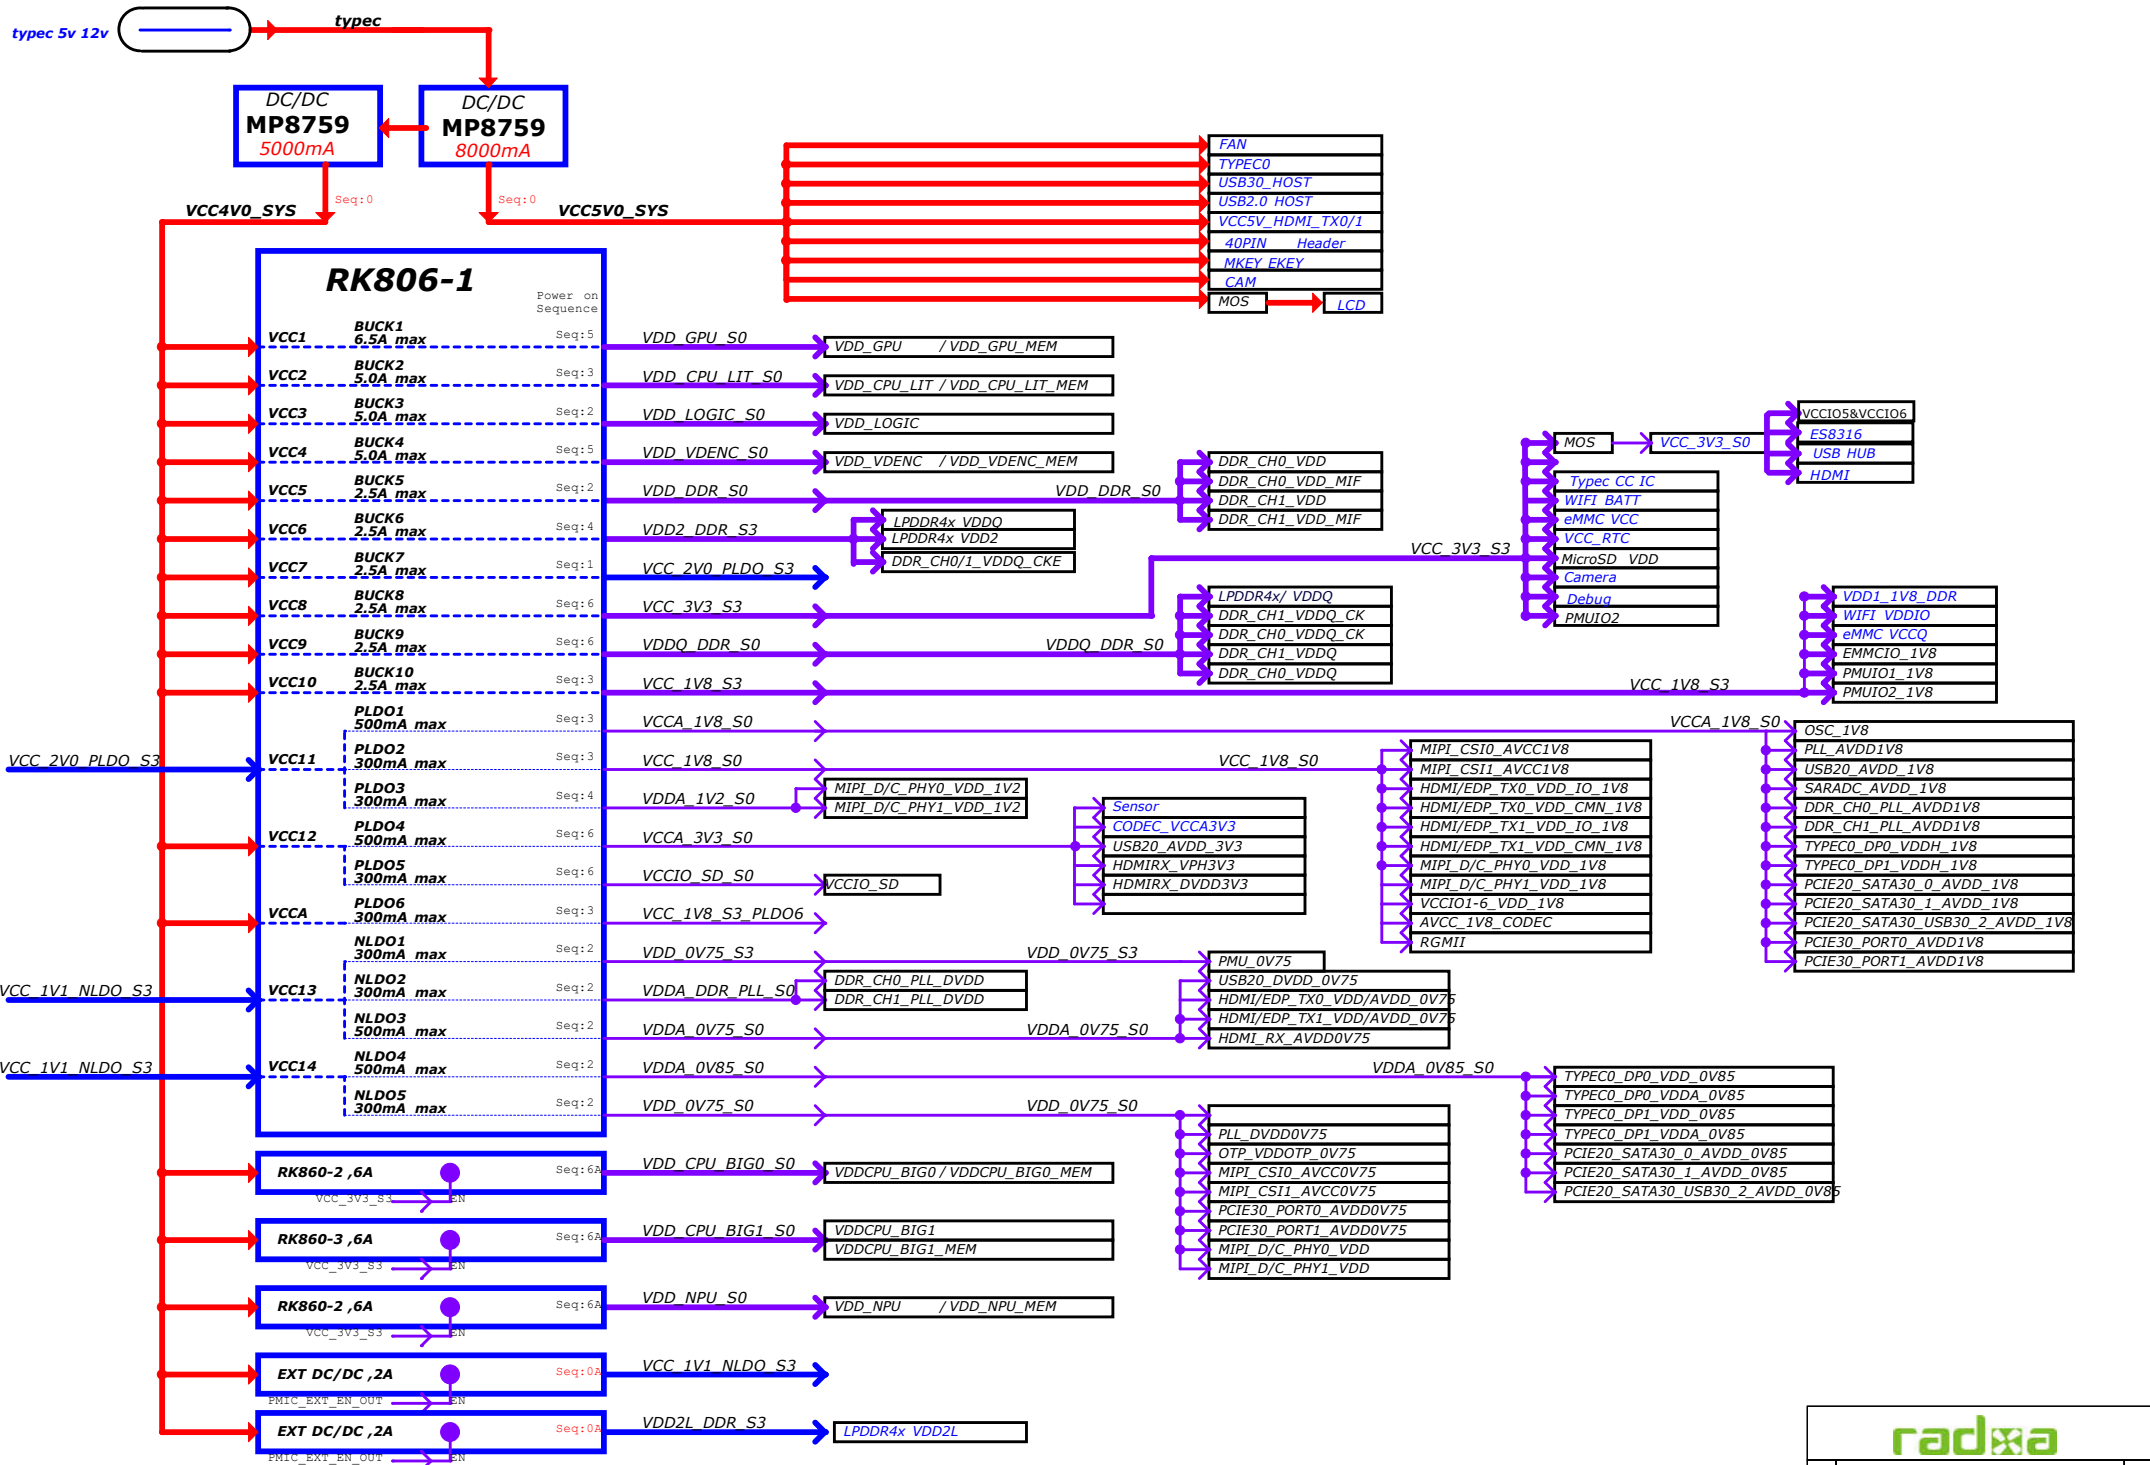 typec 5v 12v
typec
DC/DC
MP8759
5000mA
DC/DC
MP8759
8000mA
Seq:0
Seq:0
VCC4V0_SYS
VCC5V0_SYS
FAN
TYPEC0
USB30_HOST
USB2.0 HOST
VCC5V_HDMI_TX0/1
40PIN Header
MKEY EKEY
CAM
MOS
LCD
RK806-1
Power on
Sequence
VCC1
BUCK1
6.5A max
Seq:5
VDD_GPU_S0
VDD_GPU / VDD_GPU_MEM
VCC2
BUCK2
5.0A max
Seq:3
VDD_CPU_LIT_S0
VDD_CPU_LIT / VDD_CPU_LIT_MEM
VCC3
BUCK3
5.0A max
Seq:2
VDD_LOGIC_S0
VDD_LOGIC
VCC4
BUCK4
5.0A max
Seq:5
VDD_VDENC_S0
VDD_VDENC / VDD_VDENC_MEM
VCC5
BUCK5
2.5A max
Seq:2
VDD_DDR_S0
VDD_DDR_S0
DDR_CH0_VDD
DDR_CH0_VDD_MIF
DDR_CH1_VDD
DDR_CH1_VDD_MIF
VCC6
BUCK6
2.5A max
Seq:4
VDD2_DDR_S3
LPDDR4x VDDQ
LPDDR4x VDD2
DDR_CH0/1_VDDQ_CKE
VCC7
BUCK7
2.5A max
Seq:1
VCC_2V0_PLDO_S3
VCC8
BUCK8
2.5A max
Seq:6
VCC_3V3_S3
VCC_3V3_S3
MOS
VCC_3V3_S0
VCCIO5&VCCIO6
ES8316
USB HUB
HDMI
Typec CC IC
WIFI BATT
eMMC VCC
VCC_RTC
MicroSD VDD
Camera
Debug
PMUIO2
VCC9
BUCK9
2.5A max
Seq:6
VDDQ_DDR_S0
VDDQ_DDR_S0
LPDDR4x/ VDDQ
DDR_CH1_VDDQ_CK
DDR_CH0_VDDQ_CK
DDR_CH1_VDDQ
DDR_CH0_VDDQ
VCC10
BUCK10
2.5A max
Seq:3
VCC_1V8_S3
VCC_1V8_S3
VDD1_1V8_DDR
WIFI VDDIO
eMMC VCCQ
EMMCIO_1V8
PMUIO1_1V8
PMUIO2_1V8
PLDO1
500mA max
Seq:3
VCCA_1V8_S0
VCCA_1V8_S0
OSC_1V8
PLL_AVDD1V8
USB20_AVDD_1V8
SARADC_AVDD_1V8
DDR_CH0_PLL_AVDD1V8
DDR_CH1_PLL_AVDD1V8
TYPEC0_DP0_VDDH_1V8
TYPEC0_DP1_VDDH_1V8
PCIE20_SATA30_0_AVDD_1V8
PCIE20_SATA30_1_AVDD_1V8
PCIE20_SATA30_USB30_2_AVDD_1V8
PCIE30_PORT0_AVDD1V8
PCIE30_PORT1_AVDD1V8
VCC_2V0_PLDO_S3
VCC11
PLDO2
300mA max
Seq:3
VCC_1V8_S0
VCC_1V8_S0
MIPI_CSI0_AVCC1V8
MIPI_CSI1_AVCC1V8
HDMI/EDP_TX0_VDD_IO_1V8
HDMI/EDP_TX0_VDD_CMN_1V8
HDMI/EDP_TX1_VDD_IO_1V8
HDMI/EDP_TX1_VDD_CMN_1V8
MIPI_D/C_PHY0_VDD_1V8
MIPI_D/C_PHY1_VDD_1V8
VCCIO1-6_VDD_1V8
AVCC_1V8_CODEC
RGMII
PLDO3
300mA max
Seq:4
VDDA_1V2_S0
MIPI_D/C_PHY0_VDD_1V2
MIPI_D/C_PHY1_VDD_1V2
VCC12
PLDO4
500mA max
Seq:6
VCCA_3V3_S0
Sensor
CODEC_VCCA3V3
USB20_AVDD_3V3
HDMIRX_VPH3V3
HDMIRX_DVDD3V3
PLDO5
300mA max
Seq:6
VCCIO_SD_S0
VCCIO_SD
VCCA
PLDO6
300mA max
Seq:3
VCC_1V8_S3_PLDO6
NLDO1
300mA max
Seq:2
VDD_0V75_S3
VDD_0V75_S3
PMU_0V75
VCC_1V1_NLDO_S3
VCC13
NLDO2
300mA max
Seq:2
VDDA_DDR_PLL_S0
DDR_CH0_PLL_DVDD
DDR_CH1_PLL_DVDD
NLDO3
500mA max
Seq:2
VDDA_0V75_S0
VDDA_0V75_S0
USB20_DVDD_0V75
HDMI/EDP_TX0_VDD/AVDD_0V75
HDMI/EDP_TX1_VDD/AVDD_0V75
HDMI_RX_AVDD0V75
VCC_1V1_NLDO_S3
VCC14
NLDO4
500mA max
Seq:2
VDDA_0V85_S0
VDDA_0V85_S0
TYPEC0_DP0_VDD_0V85
TYPEC0_DP0_VDDA_0V85
TYPEC0_DP1_VDD_0V85
TYPEC0_DP1_VDDA_0V85
PCIE20_SATA30_0_AVDD_0V85
PCIE20_SATA30_1_AVDD_0V85
PCIE20_SATA30_USB30_2_AVDD_0V85
NLDO5
300mA max
Seq:2
VDD_0V75_S0
VDD_0V75_S0
PLL_DVDD0V75
OTP_VDDOTP_0V75
MIPI_CSI0_AVCC0V75
MIPI_CSI1_AVCC0V75
PCIE30_PORT0_AVDD0V75
PCIE30_PORT1_AVDD0V75
MIPI_D/C_PHY0_VDD
MIPI_D/C_PHY1_VDD
RK860-2 ,6A
Seq:6A
VCC_3V3_S3
EN
VDD_CPU_BIG0_S0
VDDCPU_BIG0 / VDDCPU_BIG0_MEM
RK860-3 ,6A
Seq:6A
VCC_3V3_S3
EN
VDD_CPU_BIG1_S0
VDDCPU_BIG1
VDDCPU_BIG1_MEM
RK860-2 ,6A
Seq:6A
VCC_3V3_S3
EN
VDD_NPU_S0
VDD_NPU / VDD_NPU_MEM
EXT DC/DC ,2A
Seq:0A
PMIC_EXT_EN_OUT
EN
VCC_1V1_NLDO_S3
EXT DC/DC ,2A
Seq:0A
PMIC_EXT_EN_OUT
EN
VDD2L_DDR_S3
LPDDR4x VDD2L
radxa